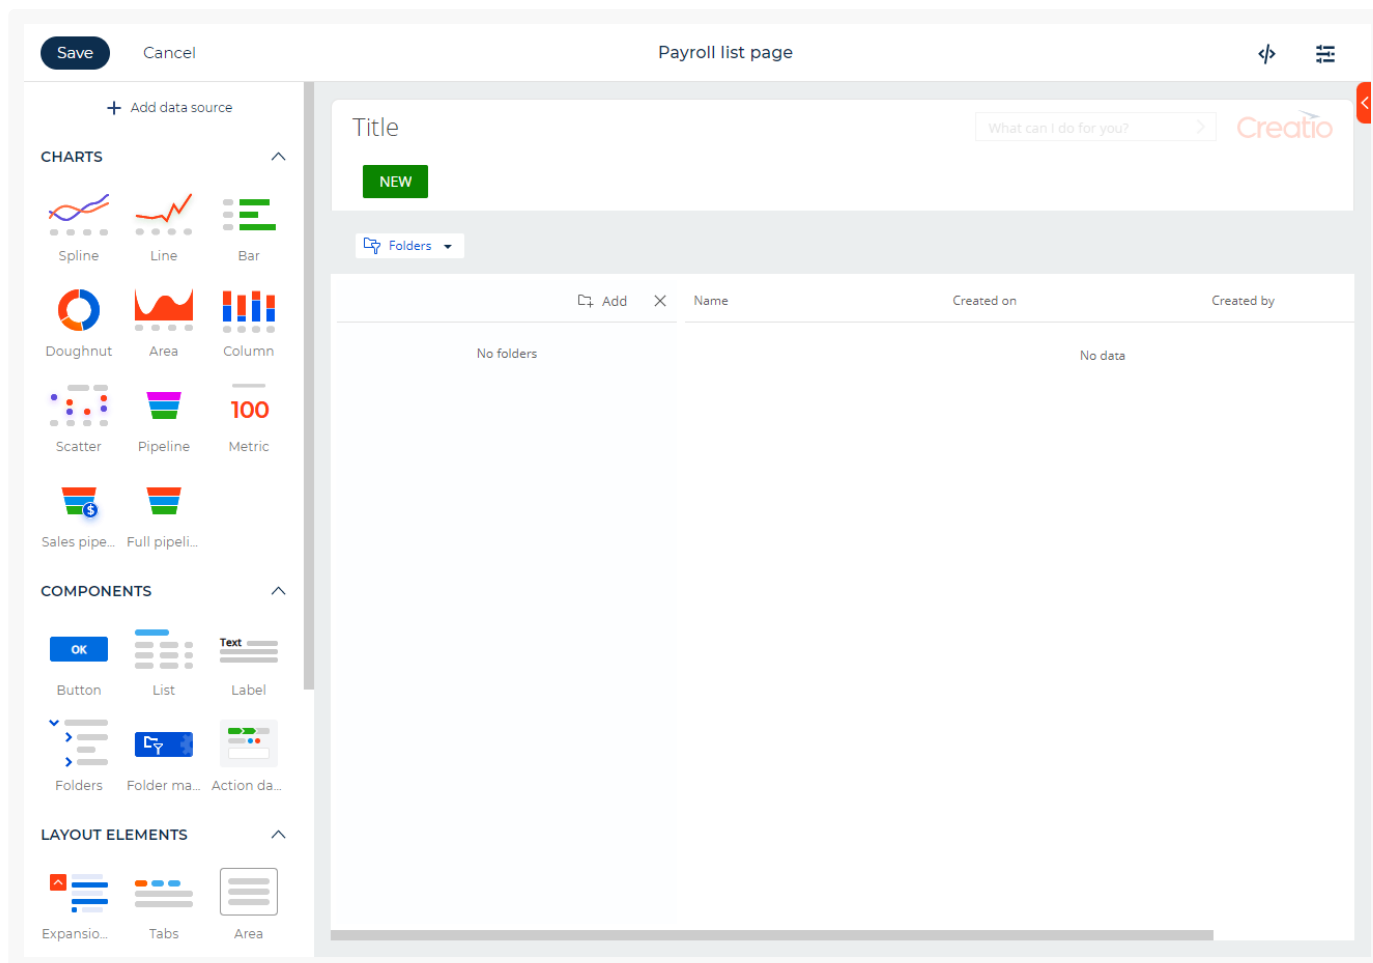 Save
Cancel
Payroll list page
Add data source
CHARTS
Spline
Line
Bar
Doughnut
Area
Column
Scatter
Pipeline
100
Metric
$
Sales pipe...
Full pipeli...
COMPONENTS
OK
Button
List
Text
Label
Folders
Folder ma...
Action da...
LAYOUT ELEMENTS
Expansio...
Tabs
Area
Title
What can I do for you?
Creatio
NEW
Folders
Add
Name
Created on
Created by
No folders
No data